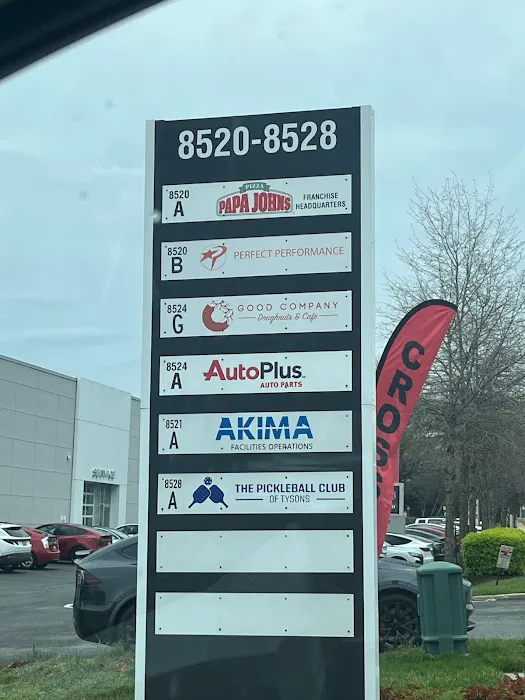 8520-8528
8520
A
PIZZA
PAPA JOHNS
FRANCHISE
HEADQUARTERS
8520
B
PERFECT PERFORMANCE
8524
G
GOOD COMPANY
Doughnuts & Cafe
8524
A
AutoPlus
AUTO PARTS
8521
A
AKIMA
FACILITIES OPERATIONS
8528
A
THE PICKLEBALL CLUB
OF TYSONS
CROS